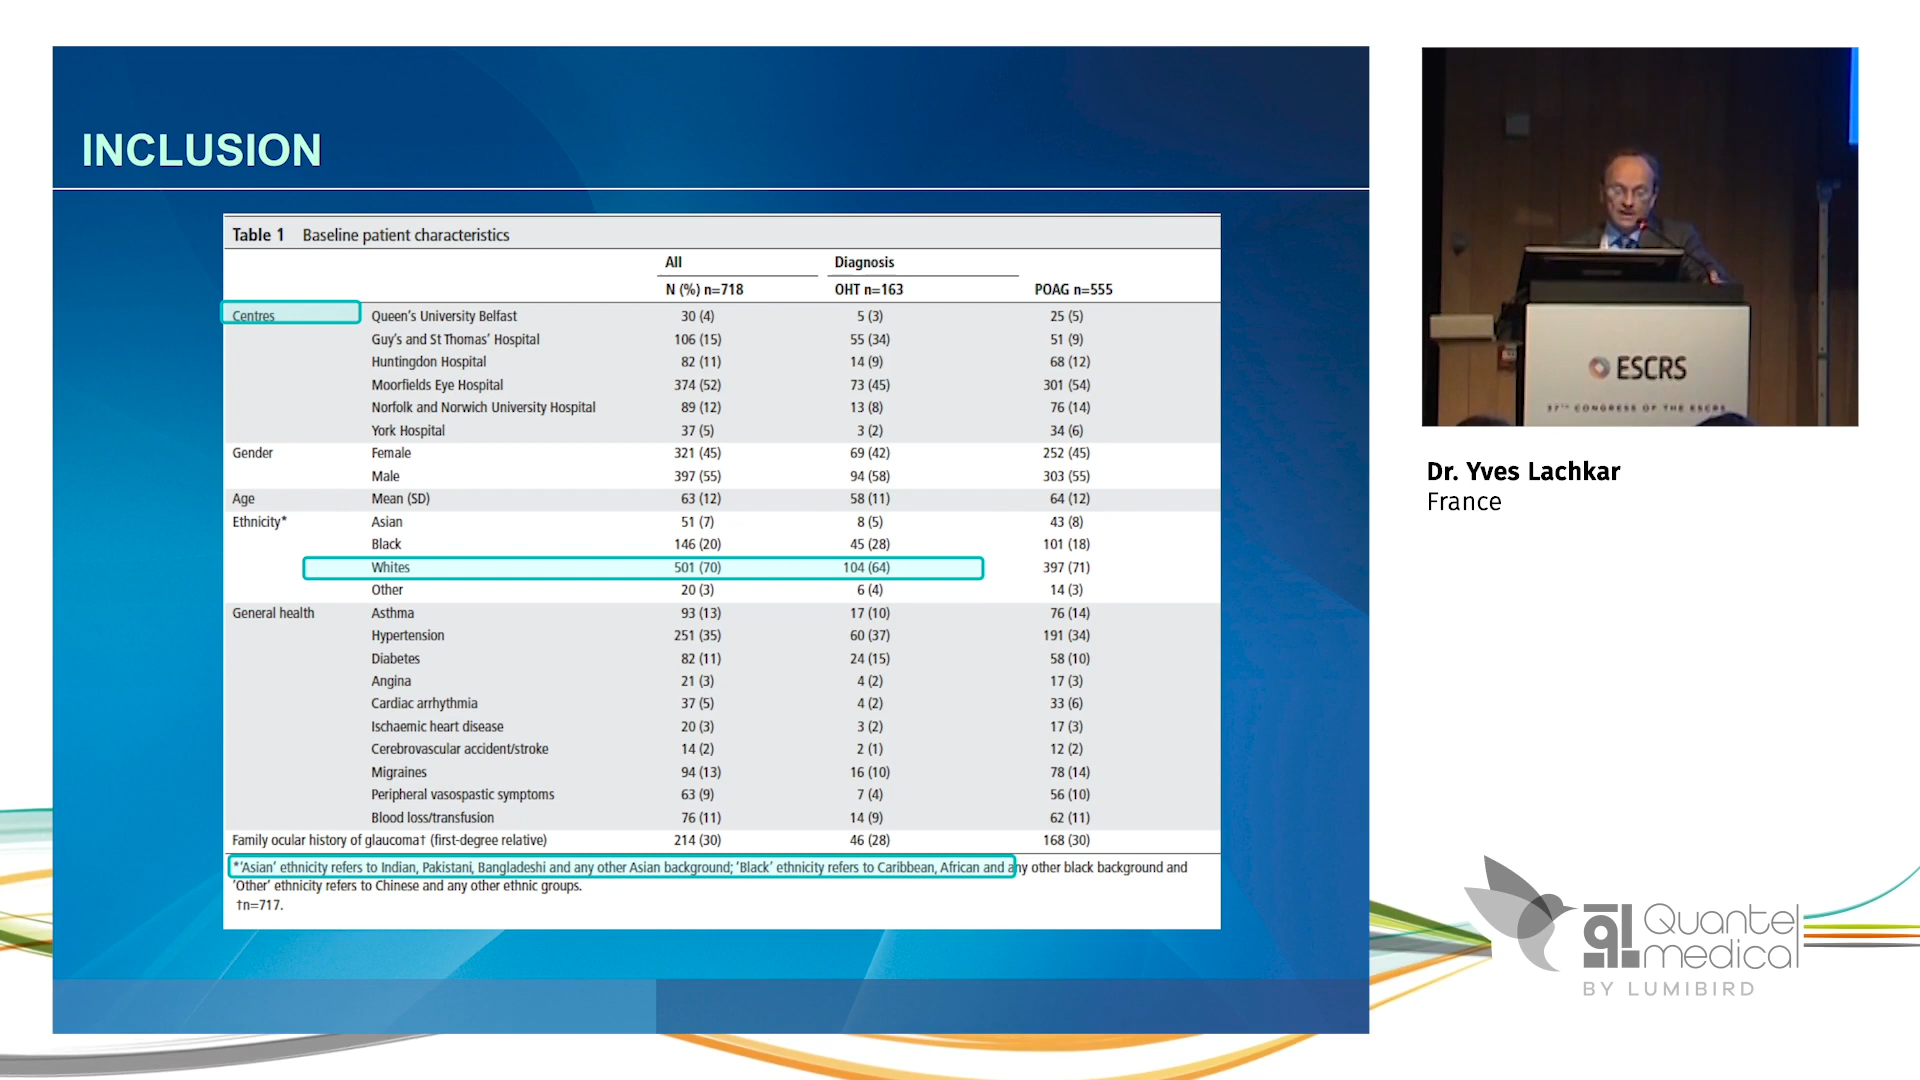 INCLUSION
Table 1 Baseline patient characteristics
All Diagnosis
N (%) n=718 OHT n=163 POAG n=555
Centres Queen's University Belfast 30 (4) 5 (3) 25 (5)
Guy's and St Thomas' Hospital 106 (15) 55 (34) 51 (9)
Huntingdon Hospital 82 (11) 14 (9) 68 (12)
Moorfields Eye Hospital 374 (52) 73 (45) 301 (54)
Norfolk and Norwich University Hospital 89 (12) 13 (8) 76 (14)
York Hospital 37 (5) 3 (2) 34 (6)
Gender Female 321 (45) 69 (42) 252 (45)
Male 397 (55) 94 (58) 303 (55)
Age Mean (SD) 63 (12) 58 (11) 64 (12)
Ethnicity* Asian 51 (7) 8 (5) 43 (8)
Black 146 (20) 45 (28) 101 (18)
Whites 501 (70) 104 (64) 397 (71)
Other 20 (3) 6 (4) 14 (3)
General health Asthma 93 (13) 17 (10) 76 (14)
Hypertension 251 (35) 60 (37) 191 (34)
Diabetes 82 (11) 24 (15) 58 (10)
Angina 21 (3) 4 (2) 17 (3)
Cardiac arrhythmia 37 (5) 4 (2) 33 (6)
Ischaemic heart disease 20 (3) 3 (2) 17 (3)
Cerebrovascular accident/stroke 14 (2) 2 (1) 12 (2)
Migraines 94 (13) 16 (10) 78 (14)
Peripheral vasospastic symptoms 63 (9) 7 (4) 56 (10)
Blood loss/transfusion 76 (11) 14 (9) 62 (11)
Family ocular history of glaucoma† (first-degree relative) 214 (30) 46 (28) 168 (30)
*'Asian' ethnicity refers to Indian, Pakistani, Bangladeshi and any other Asian background; 'Black' ethnicity refers to Caribbean, African and any other black background and
'Other' ethnicity refers to Chinese and any other ethnic groups.
†n=717.
ESCRS
37TH CONGRESS OF THE ESCRS
Dr. Yves Lachkar
France
Quantel
medical
BY LUMIBIRD